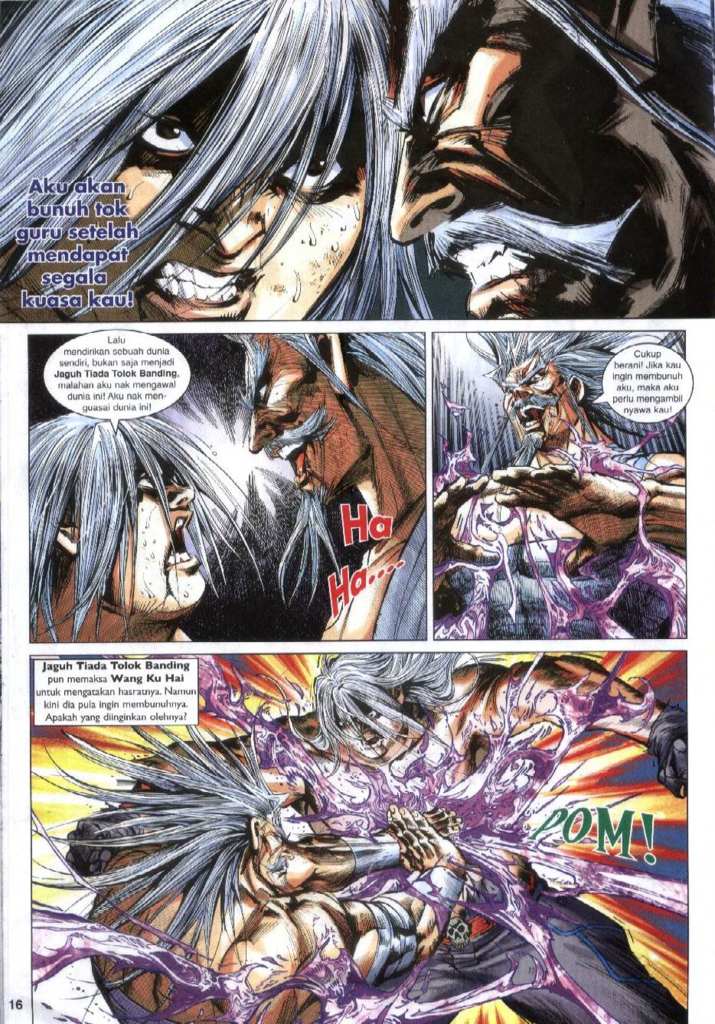 Aku akan
bunuh tok
guru setelah
mendapat
segala
kuasa kau!
Lalu
mendirikan sebuah dunia
sendiri, bukan saja menjadi
Jaguh Tiada Tolok Banding,
malahan aku nak mengawal
dunia ini! Aku nak men-
guasai dunia ini!
Ha
Ha....
Cukup
berani! Jika kau
ingin membunuh
aku, maka aku
perlu mengambil
nyawa kau!
Jaguh Tiada Tolok Banding
pun memaksa Wang Ku Hai
untuk mengatakan hasratnya. Namun
kini dia pula ingin membunuhnya.
Apakah yang diinginkan olehnya?
POM!
16